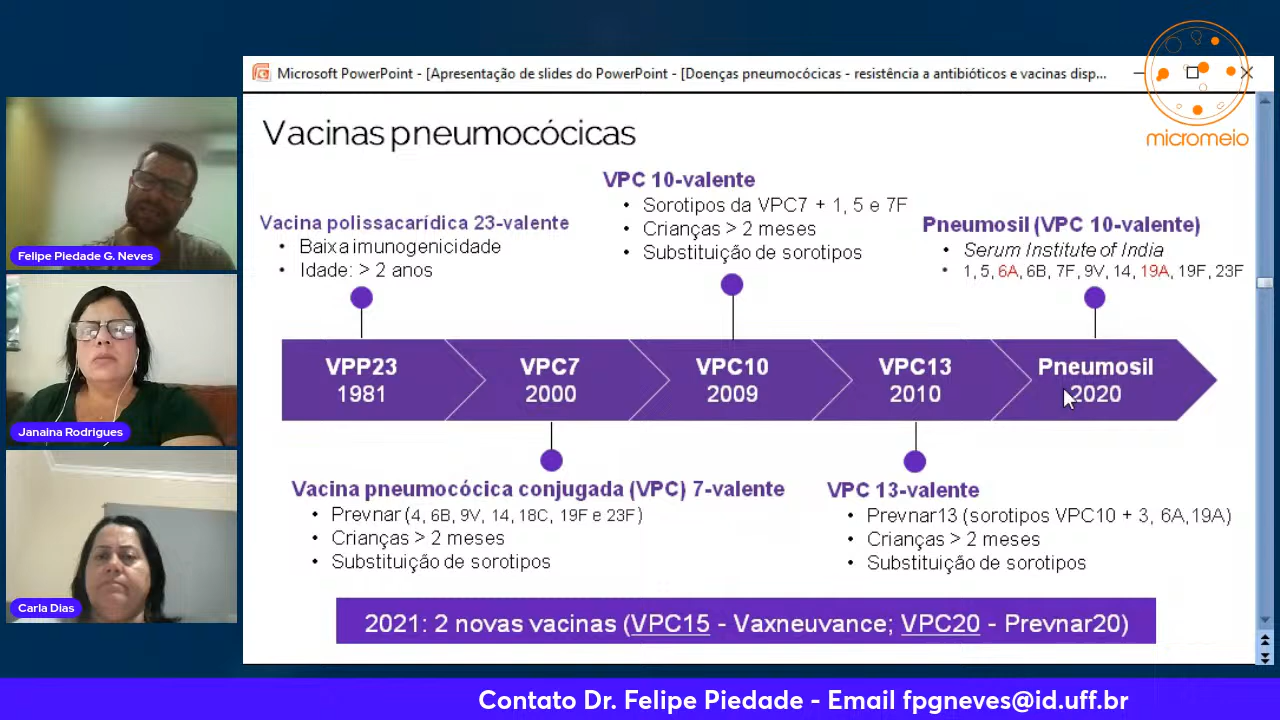 Microsoft PowerPoint - [Apresentação de slides do PowerPoint - [Doenças pneumocócicas - resistência a antibióticos e vacinas disp...
micromeio
Vacinas pneumocócicas
VPC 10-valente
• Sorotipos da VPC7 + 1, 5 e 7F
• Crianças > 2 meses
• Substituição de sorotipos
Vacina polissacarídica 23-valente
• Baixa imunogenicidade
• Idade: > 2 anos
Pneumosil (VPC 10-valente)
• Serum Institute of India
• 1, 5, 6A, 6B, 7F, 9V, 14, 19A, 19F, 23F
VPP23
1981
VPC7
2000
VPC10
2009
VPC13
2010
Pneumosil
2020
Vacina pneumocócica conjugada (VPC) 7-valente
• Prevnar (4, 6B, 9V, 14, 18C, 19F e 23F)
• Crianças > 2 meses
• Substituição de sorotipos
VPC 13-valente
• Prevnar13 (sorotipos VPC10 + 3, 6A,19A)
• Crianças > 2 meses
• Substituição de sorotipos
2021: 2 novas vacinas (VPC15 - Vaxneuvance; VPC20 - Prevnar20)
Felipe Piedade G. Neves
Janaina Rodrigues
Carla Dias
Contato Dr. Felipe Piedade - Email fpgneves@id.uff.br